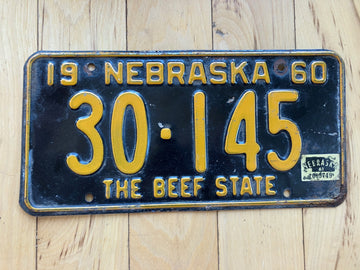 19 NEBRASKA 60
30·145
THE BEEF STATE
NEBRASKA